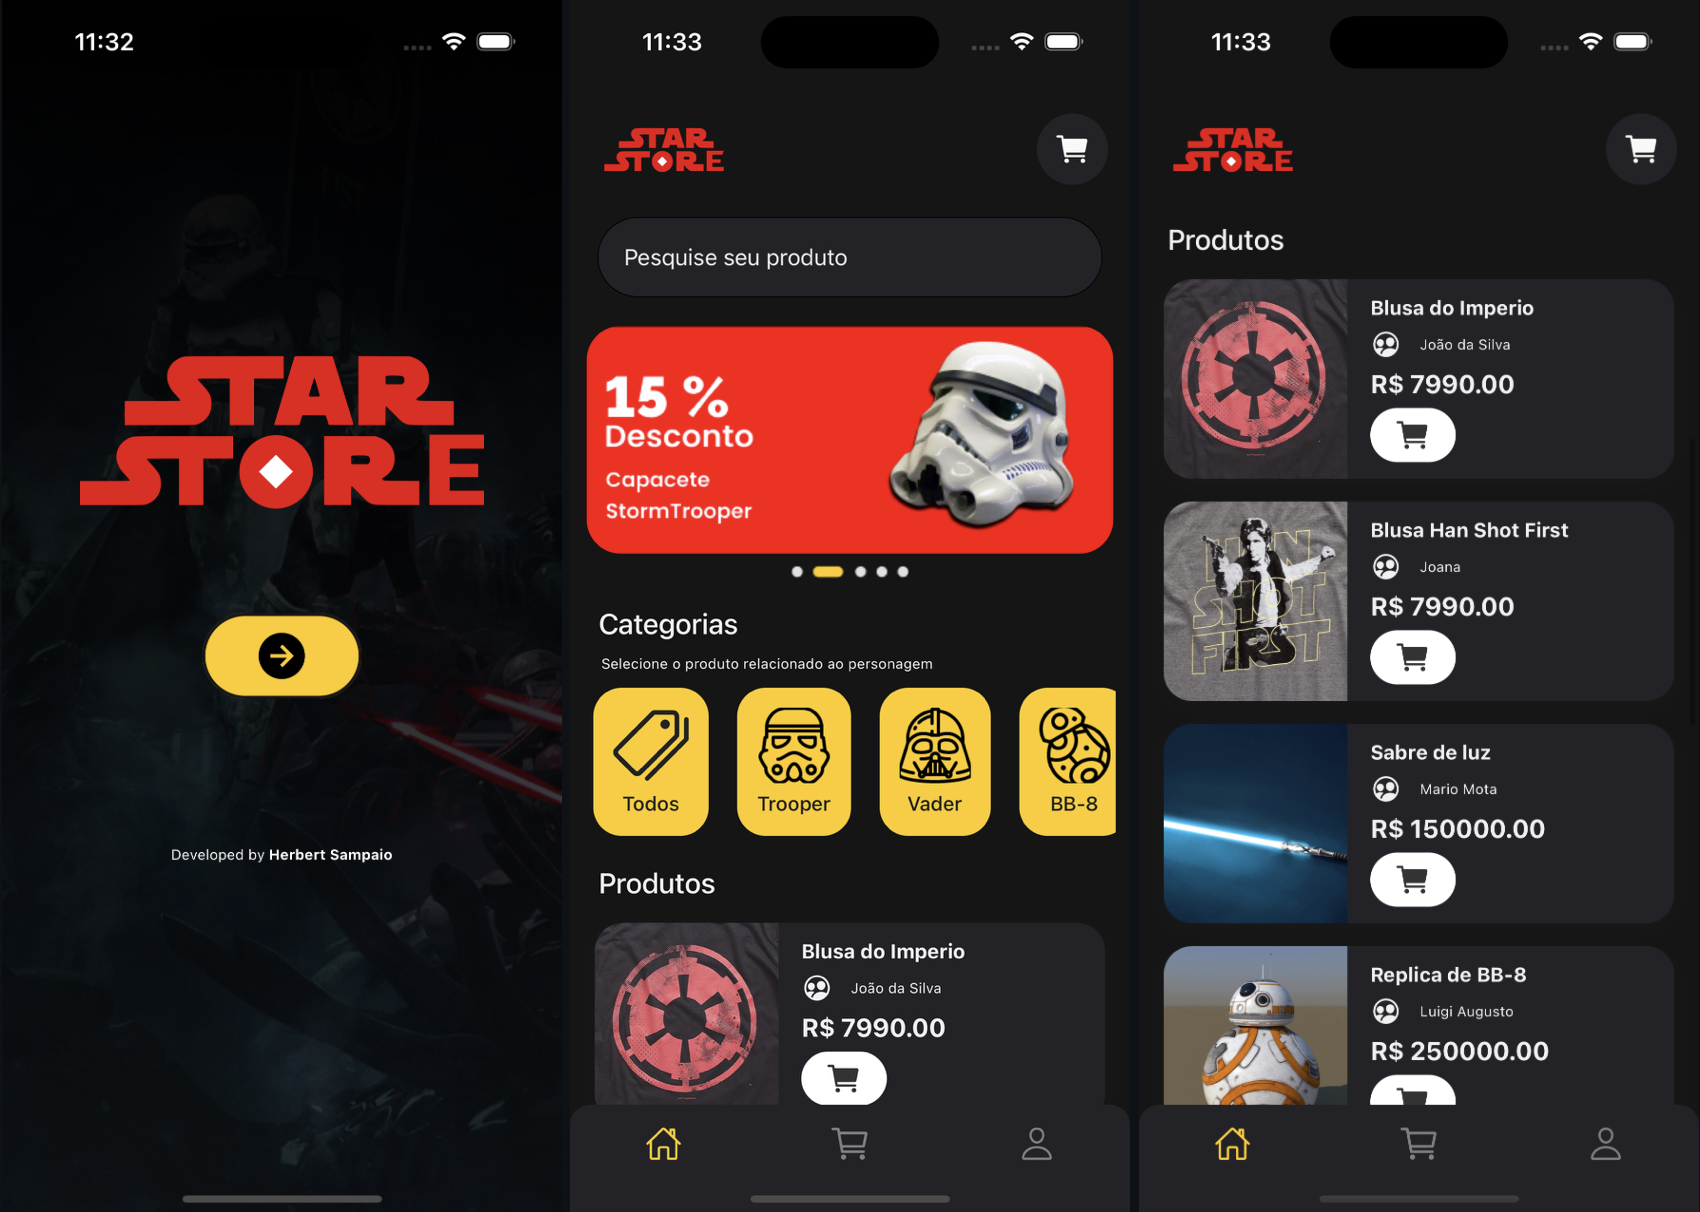 11:32
STAR
STORE
Developed by Herbert Sampaio
11:33
STAR
STORE
Pesquise seu produto
15 %
Desconto
Capacete
StormTrooper
Categorias
Selecione o produto relacionado ao personagem
Todos
Trooper
Vader
BB-8
Produtos
Blusa do Imperio
João da Silva
R$ 7990.00
11:33
STAR
STORE
Produtos
Blusa do Imperio
João da Silva
R$ 7990.00
HAN
SHOT
FIRST
Blusa Han Shot First
Joana
R$ 7990.00
Sabre de luz
Mario Mota
R$ 150000.00
Replica de BB-8
Luigi Augusto
R$ 250000.00